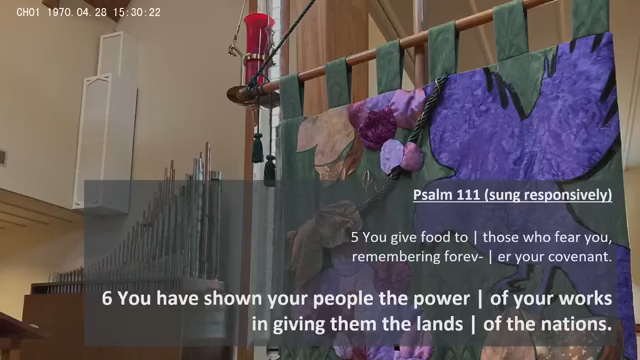 CH01 1970.04.28 15:30:22
Psalm 111 (sung responsively)
5 You give food to | those who fear you,
remembering forev- | er your covenant.
6 You have shown your people the power | of your works
in giving them the lands | of the nations.